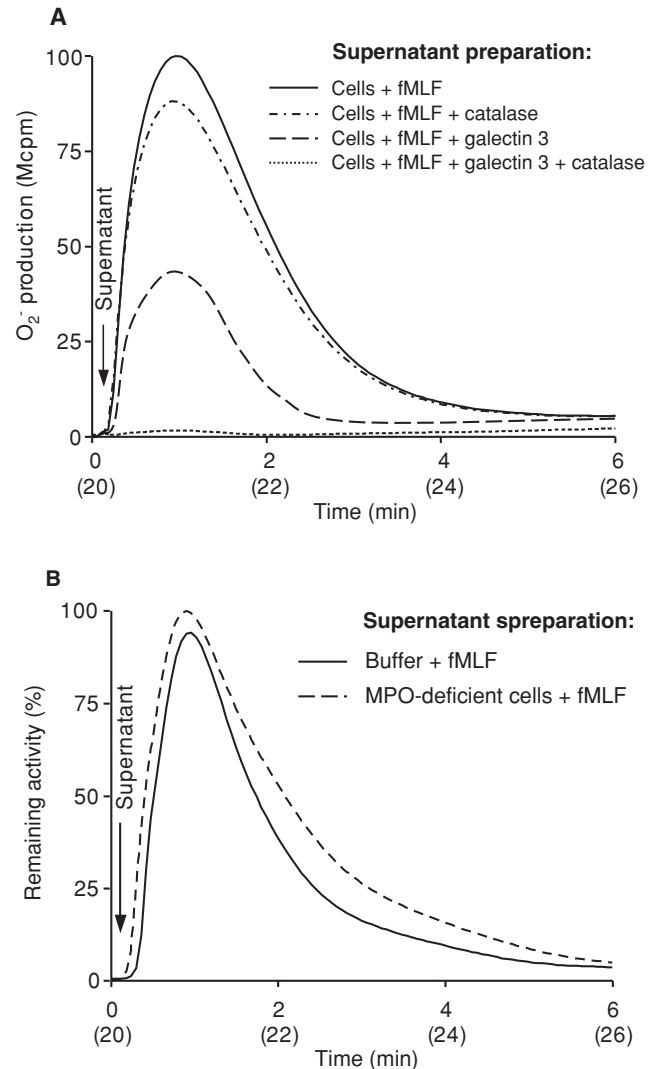 A
Supernatant preparation:
Cells + fMLF
Cells + fMLF + catalase
Cells + fMLF + galectin 3
Cells + fMLF + galectin 3 + catalase
O2- production (Mcpm)
100
75
50
25
0
Supernatant
0 2 4 6
(20) (22) (24) (26)
Time (min)
B
Supernatant spreparation:
Buffer + fMLF
MPO-deficient cells + fMLF
Remaining activity (%)
100
75
50
25
0
Supernatant
0 2 4 6
(20) (22) (24) (26)
Time (min)